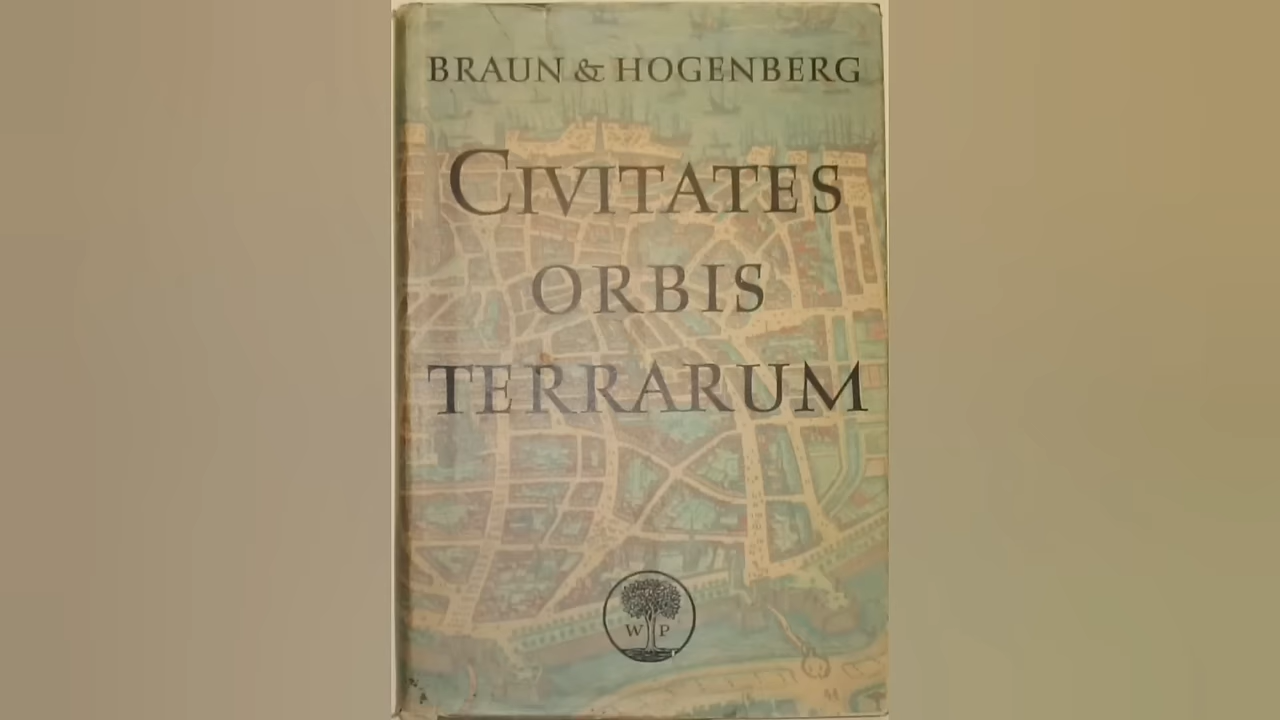 BRAUN & HOGENBERG
CIVITATES
ORBIS
TERRARUM
W P